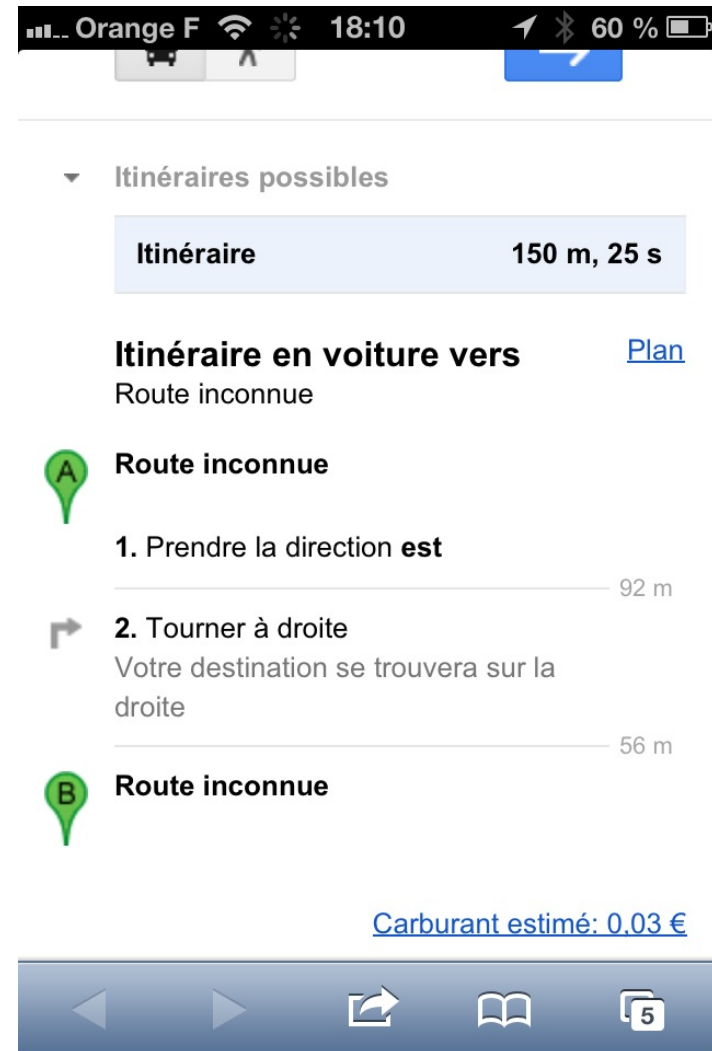 Orange F 18:10 60 %
Itinéraires possibles
Itinéraire 150 m, 25 s
Itinéraire en voiture vers Plan
Route inconnue
A Route inconnue
1. Prendre la direction est
92 m
2. Tourner à droite
Votre destination se trouvera sur la
droite
56 m
B Route inconnue
Carburant estimé: 0,03 €
5